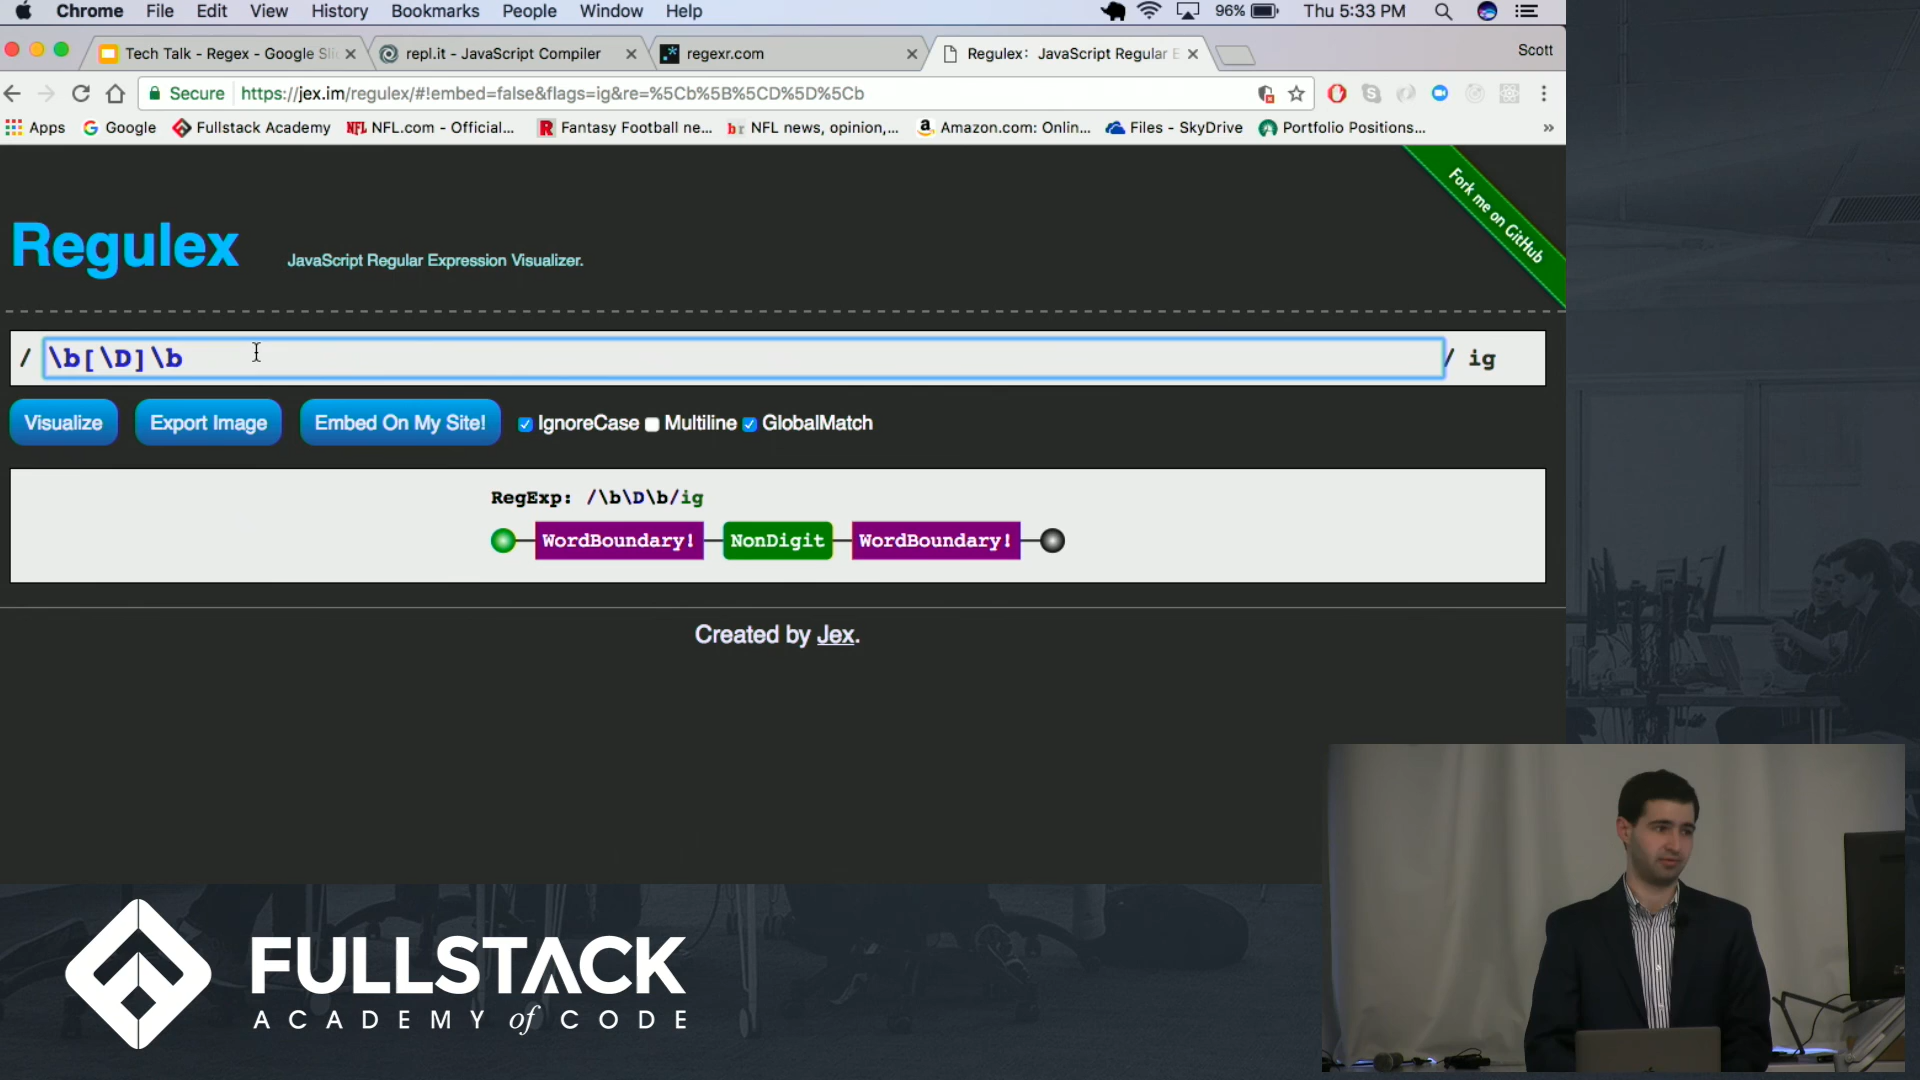 Chrome File Edit View History Bookmarks People Window Help 96% Thu 5:33 PM
Tech Talk - Regex - Google Sli repl.it - JavaScript Compiler regexr.com Regulex: JavaScript Regular E Scott
Secure https://jex.im/regulex/#!embed=false&flags=ig&re=%5Cb%5B%5CD%5D%5Cb
Apps Google Fullstack Academy NFL.com - Official... Fantasy Football ne... br NFL news, opinion,... Amazon.com: Onlin... Files - SkyDrive Portfolio Positions... »
Fork me on GitHub
Regulex JavaScript Regular Expression Visualizer.
/ \b[\D]\b / ig
Visualize Export Image Embed On My Site! IgnoreCase Multiline GlobalMatch
RegExp: /\b\D\b/ig
WordBoundary! NonDigit WordBoundary!
Created by Jex.
FULLSTACK
ACADEMY of CODE